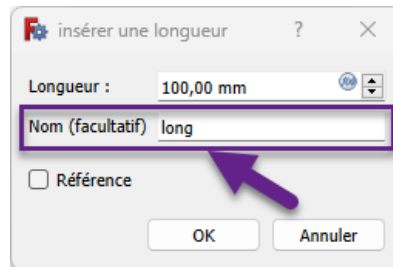 insérer une longueur ?
Longueur : 100,00 mm
Nom (facultatif) long
Référence
OK Annuler